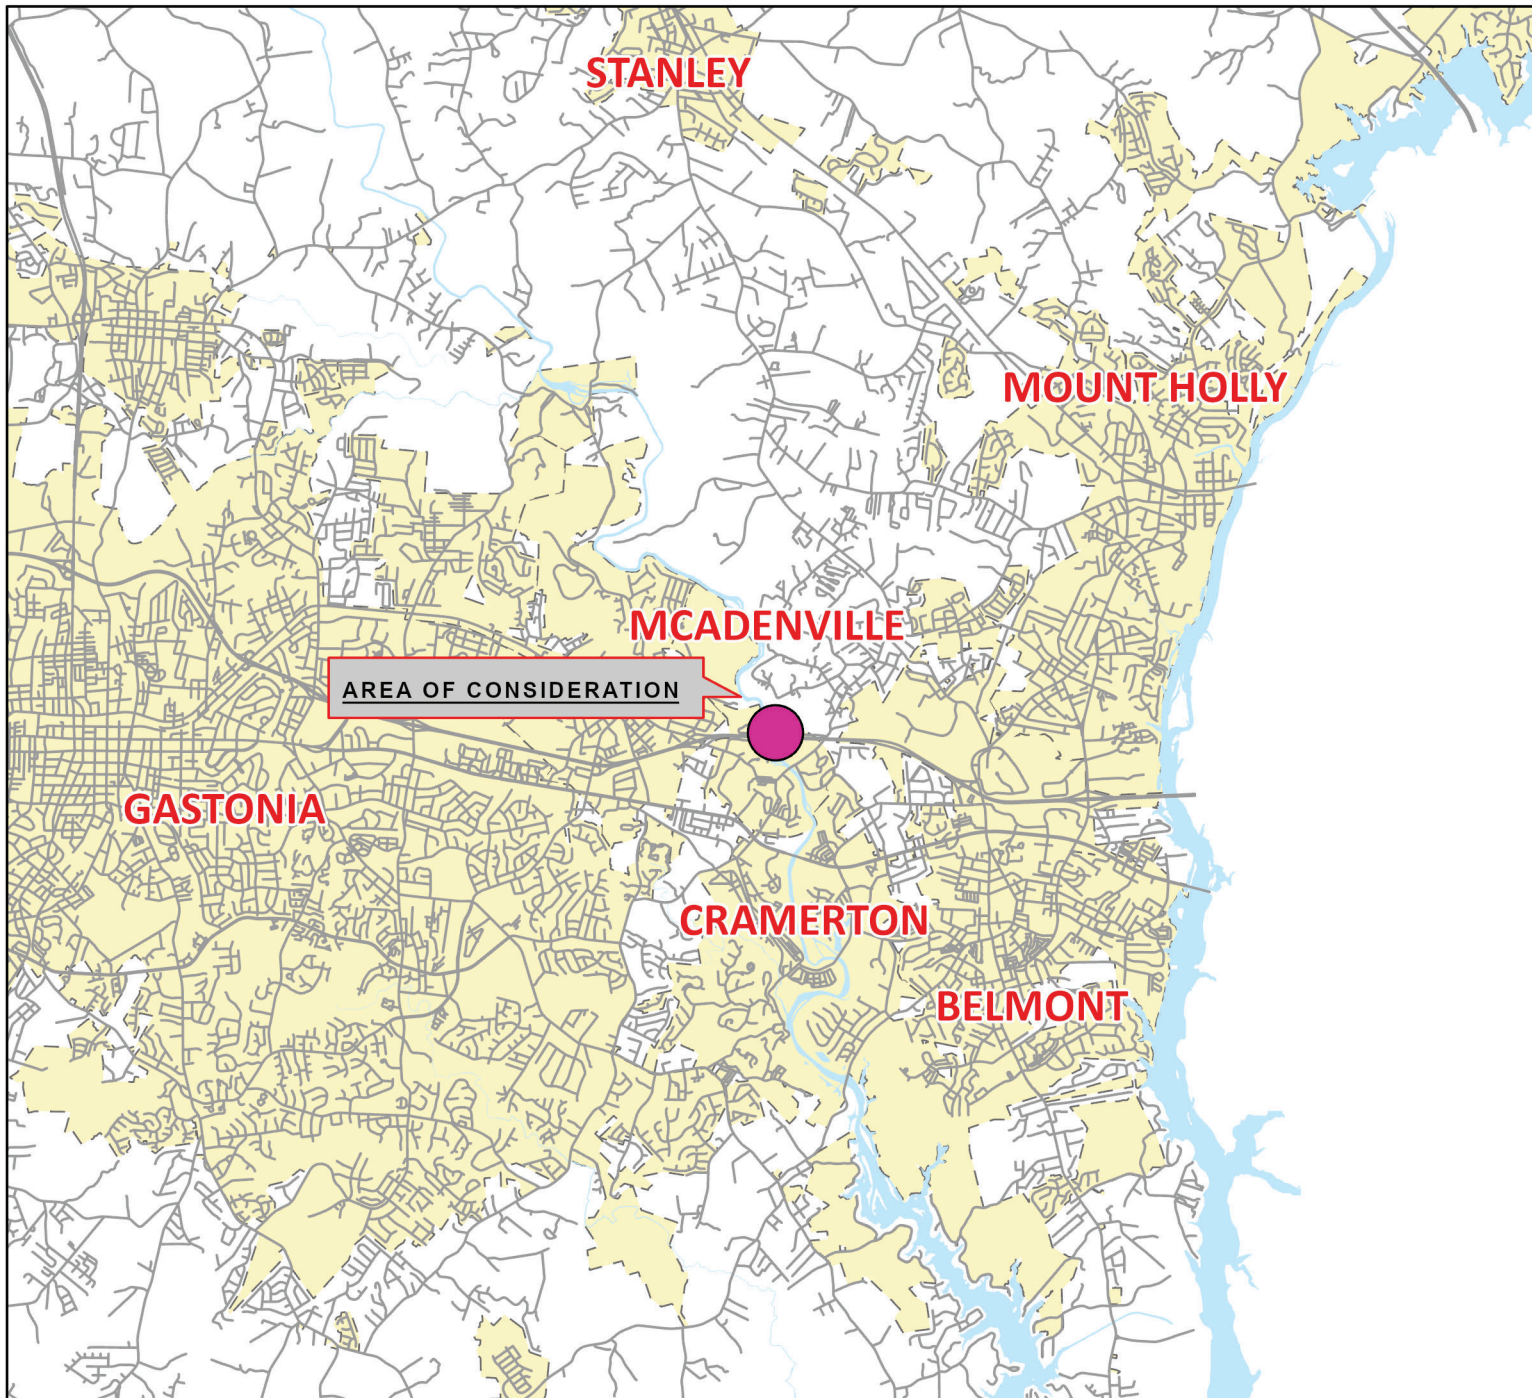 STANLEY
MOUNT HOLLY
MCADENVILLE
AREA OF CONSIDERATION
GASTONIA
CRAMERTON
BELMONT